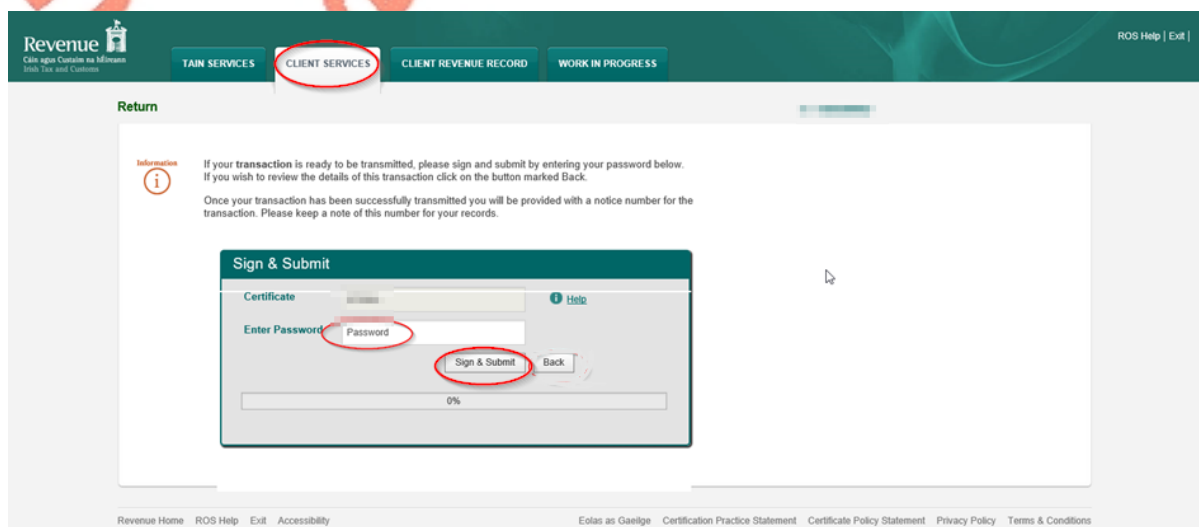 Revenue
Cáin agus Custaim na hÉireann
Irish Tax and Customs
TAIN SERVICES
CLIENT SERVICES
CLIENT REVENUE RECORD
WORK IN PROGRESS
ROS Help | Exit |
Return
Information
If your transaction is ready to be transmitted, please sign and submit by entering your password below.
If you wish to review the details of this transaction click on the button marked Back.
Once your transaction has been successfully transmitted you will be provided with a notice number for the
transaction. Please keep a note of this number for your records.
Sign & Submit
Certificate
Help
Enter Password
Password
Sign & Submit
Back
0%
Revenue Home ROS Help Exit Accessibility
Eolas as Gaeilge Certification Practice Statement Certificate Policy Statement Privacy Policy Terms & Conditions